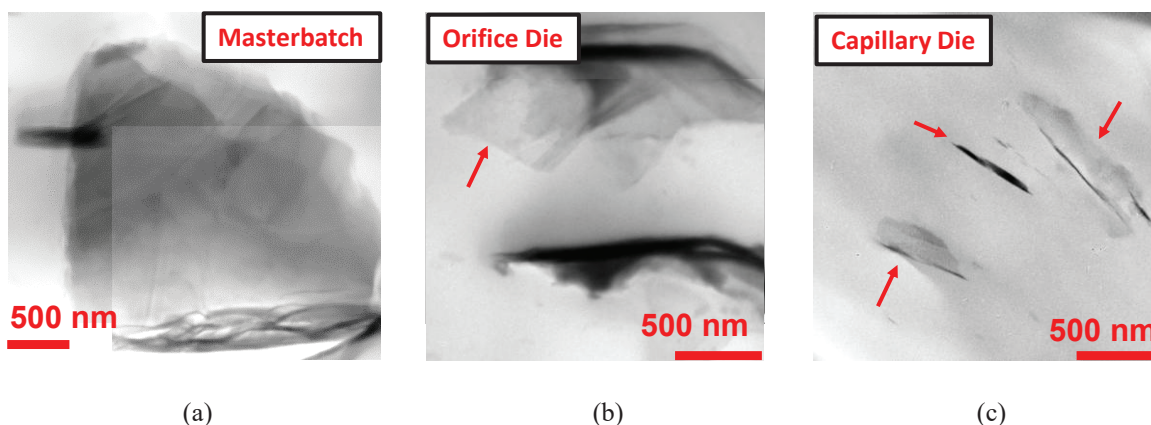 Masterbatch
Orifice Die
Capillary Die
500 nm
500 nm
500 nm
(a)
(b)
(c)